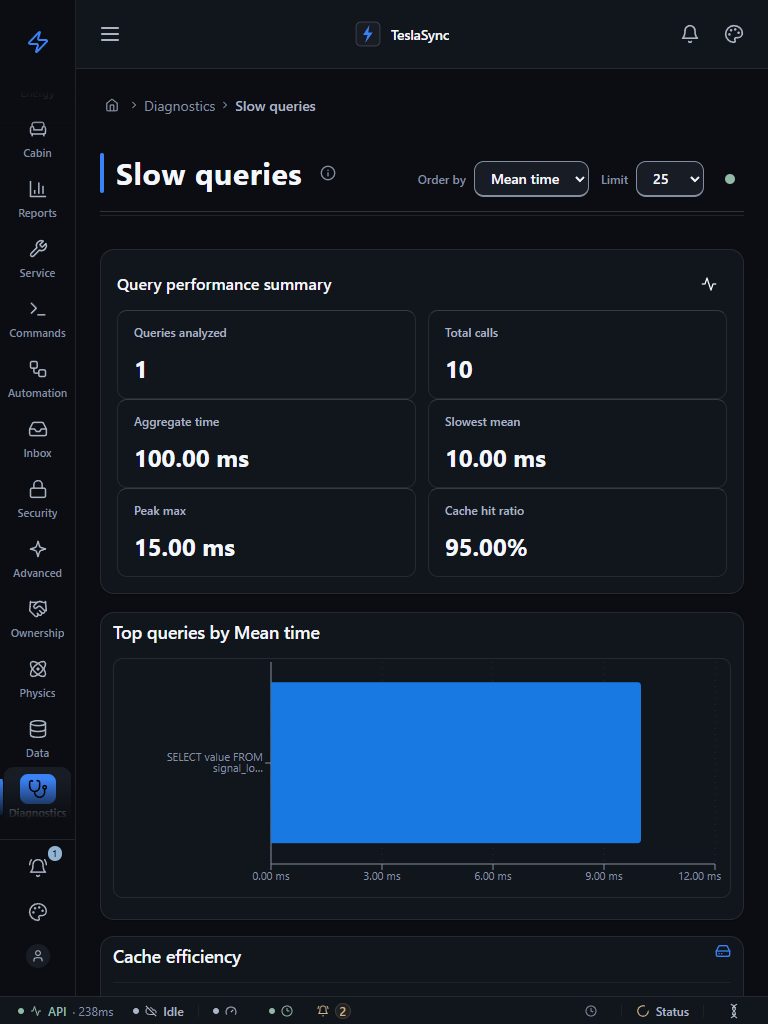 TeslaSync
Energy
Cabin
Reports
Service
Commands
Automation
Inbox
Security
Advanced
Ownership
Physics
Data
Diagnostics
1
Diagnostics
Slow queries
Slow queries
Order by
Mean time
Limit
25
Query performance summary
Queries analyzed
1
Total calls
10
Aggregate time
100.00 ms
Slowest mean
10.00 ms
Peak max
15.00 ms
Cache hit ratio
95.00%
Top queries by Mean time
SELECT value FROM
signal_lo...
0.00 ms
3.00 ms
6.00 ms
9.00 ms
12.00 ms
Cache efficiency
API · 238ms
Idle
2
Status